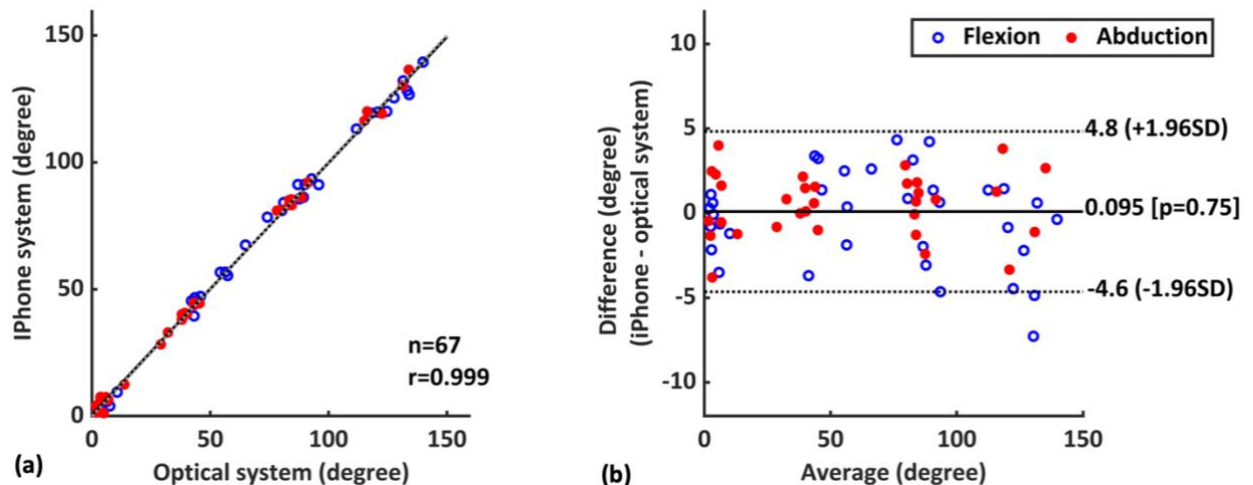 150
100
50
0
0
50
100
150
IPhone system (degree)
Optical system (degree)
n=67
r=0.999
(a)
10
5
0
-5
-10
0
50
100
150
Difference (degree)
(iPhone - optical system)
Average (degree)
Flexion
Abduction
4.8 (+1.96SD)
0.095 [p=0.75]
-4.6 (-1.96SD)
(b)